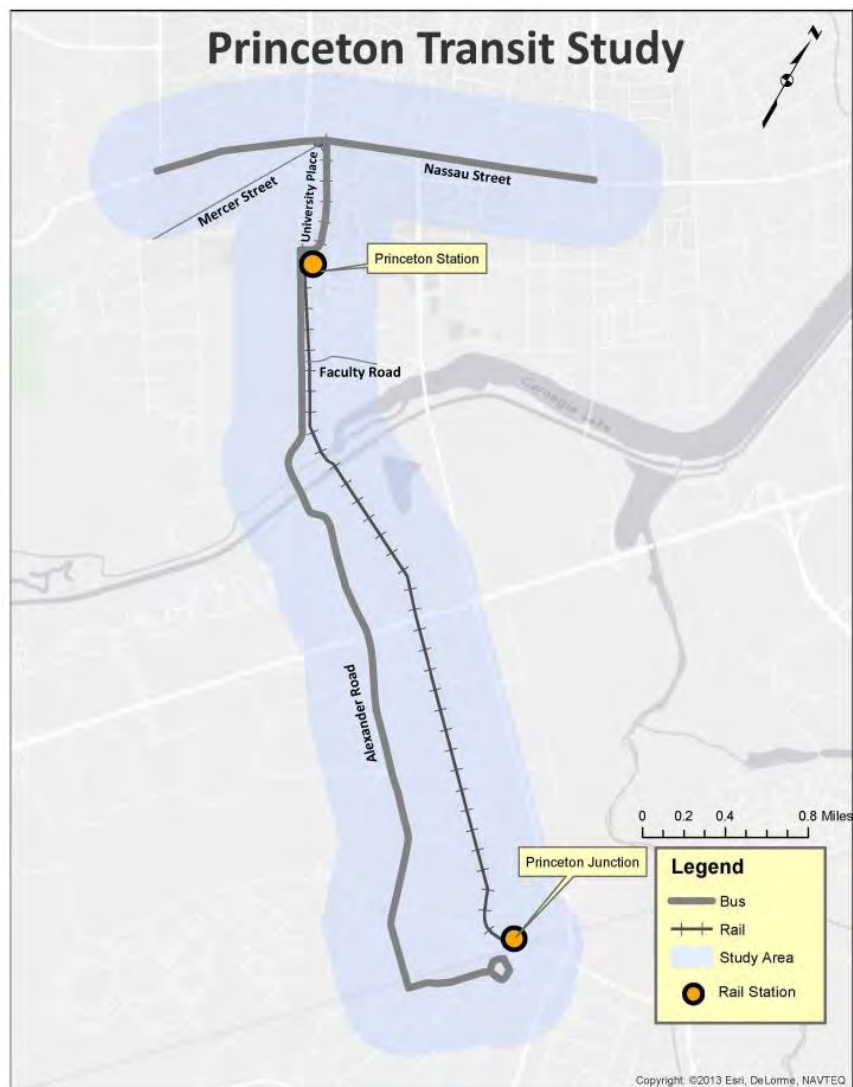 Princeton Transit Study
N
Nassau Street
University Place
Mercer Street
Princeton Station
Faculty Road
Carnegie Lake
Alexander Road
0 0.2 0.4 0.8 Miles
Princeton Junction
Legend
Bus
Rail
Study Area
Rail Station
Copyright: ©2013 Esri, DeLorme, NAVTEQ